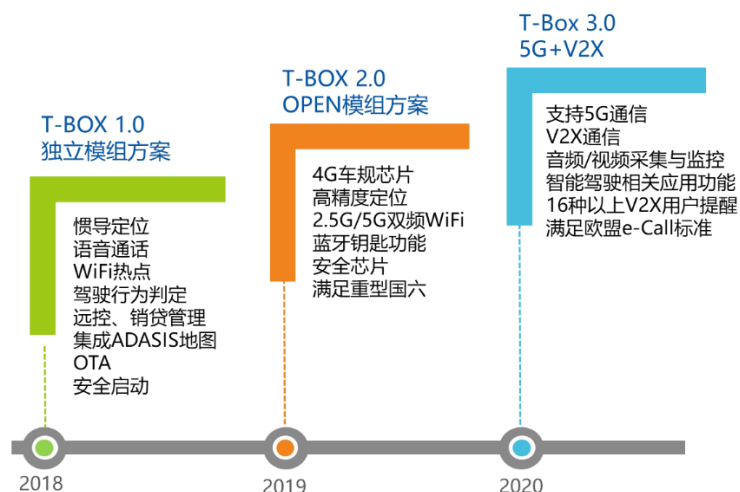 T-BOX 1.0
独立模组方案
惯导定位
语音通话
WiFi热点
驾驶行为判定
远控、销贷管理
集成ADASIS地图
OTA
安全启动
2018
T-BOX 2.0
OPEN模组方案
4G车规芯片
高精度定位
2.5G/5G双频WiFi
蓝牙钥匙功能
安全芯片
满足重型国六
2019
T-Box 3.0
5G+V2X
支持5G通信
V2X通信
音频/视频采集与监控
智能驾驶相关应用功能
16种以上V2X用户提醒
满足欧盟e-Call标准
2020